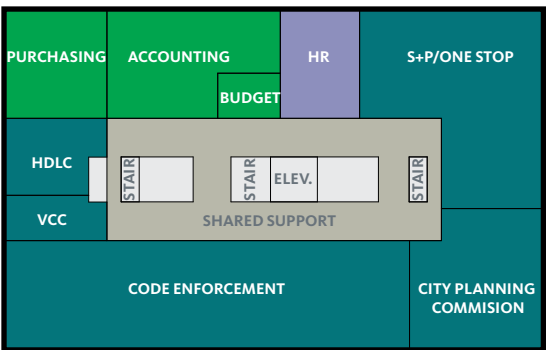 PURCHASING
ACCOUNTING
HR
S+P/ONE STOP
BUDGET
HDLC
STAIR
STAIR
ELEV.
STAIR
VCC
SHARED SUPPORT
CODE ENFORCEMENT
CITY PLANNING
COMMISION